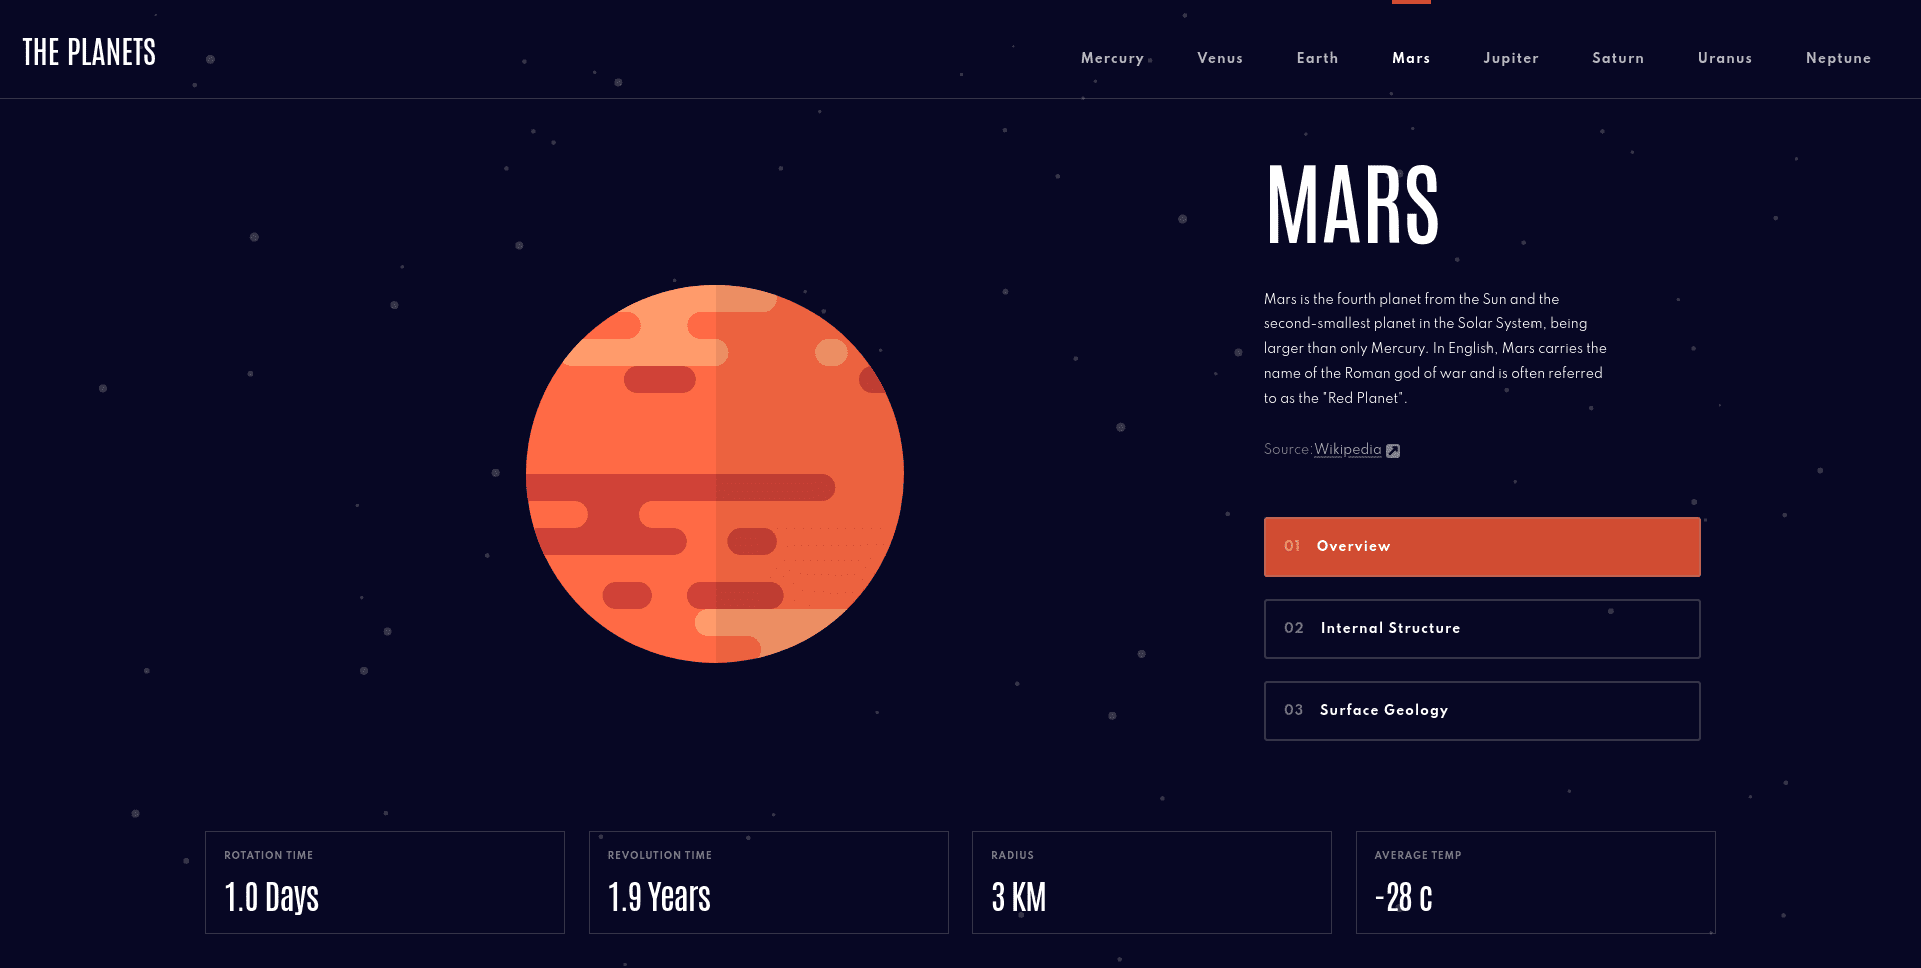 THE PLANETS
Mercury Venus Earth Mars Jupiter Saturn Uranus Neptune
MARS
Mars is the fourth planet from the Sun and the
second-smallest planet in the Solar System, being
larger than only Mercury. In English, Mars carries the
name of the Roman god of war and is often referred
to as the "Red Planet".
Source:Wikipedia
01 Overview
02 Internal Structure
03 Surface Geology
ROTATION TIME
1.0 Days
REVOLUTION TIME
1.9 Years
RADIUS
3 KM
AVERAGE TEMP
-28 c